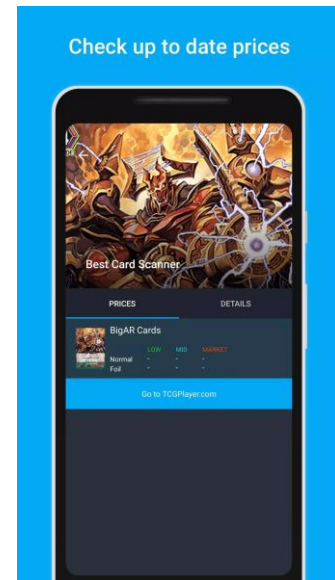 Check up to date prices
Best Card Scanner
PRICES DETAILS
BigAR Cards
LOW MID MARKET
Normal - - -
Foil - - -
Go to TCGPlayer.com